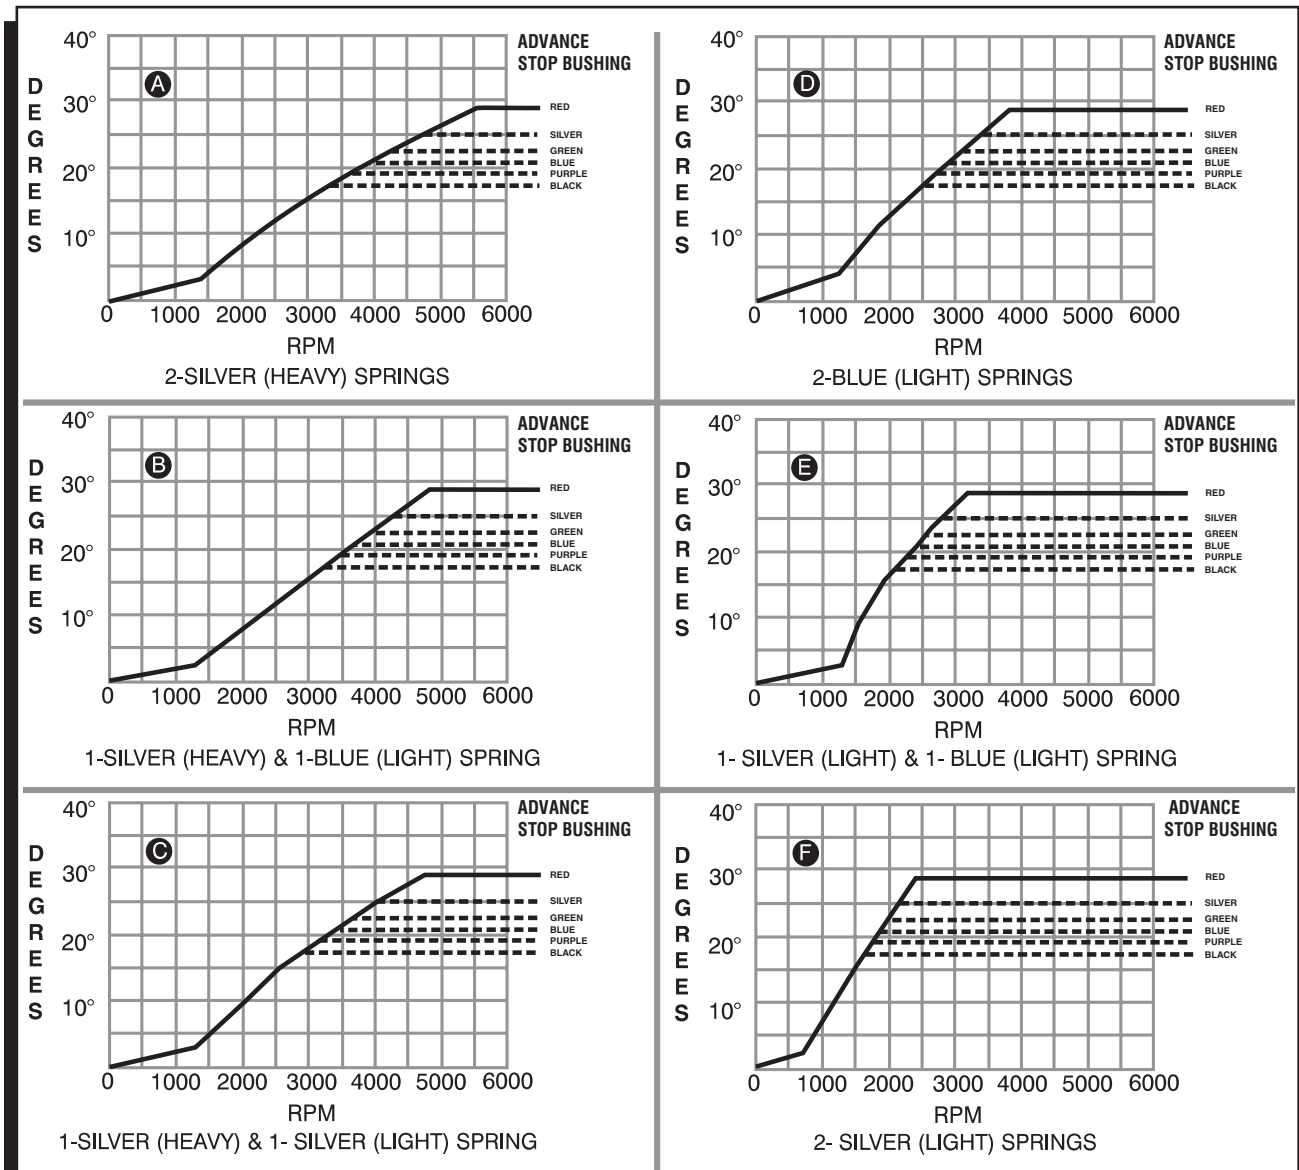 A
DEGREES
40°
30°
20°
10°
0 1000 2000 3000 4000 5000 6000
RPM
ADVANCE
STOP BUSHING
RED
SILVER
GREEN
BLUE
PURPLE
BLACK
2-SILVER (HEAVY) SPRINGS
D
DEGREES
40°
30°
20°
10°
0 1000 2000 3000 4000 5000 6000
RPM
ADVANCE
STOP BUSHING
RED
SILVER
GREEN
BLUE
PURPLE
BLACK
2-BLUE (LIGHT) SPRINGS
B
DEGREES
40°
30°
20°
10°
0 1000 2000 3000 4000 5000 6000
RPM
ADVANCE
STOP BUSHING
RED
SILVER
GREEN
BLUE
PURPLE
BLACK
1-SILVER (HEAVY) & 1-BLUE (LIGHT) SPRING
E
DEGREES
40°
30°
20°
10°
0 1000 2000 3000 4000 5000 6000
RPM
ADVANCE
STOP BUSHING
RED
SILVER
GREEN
BLUE
PURPLE
BLACK
1- SILVER (LIGHT) & 1- BLUE (LIGHT) SPRING
C
DEGREES
40°
30°
20°
10°
0 1000 2000 3000 4000 5000 6000
RPM
ADVANCE
STOP BUSHING
RED
SILVER
GREEN
BLUE
PURPLE
BLACK
1-SILVER (HEAVY) & 1- SILVER (LIGHT) SPRING
F
DEGREES
40°
30°
20°
10°
0 1000 2000 3000 4000 5000 6000
RPM
ADVANCE
STOP BUSHING
RED
SILVER
GREEN
BLUE
PURPLE
BLACK
2- SILVER (LIGHT) SPRINGS